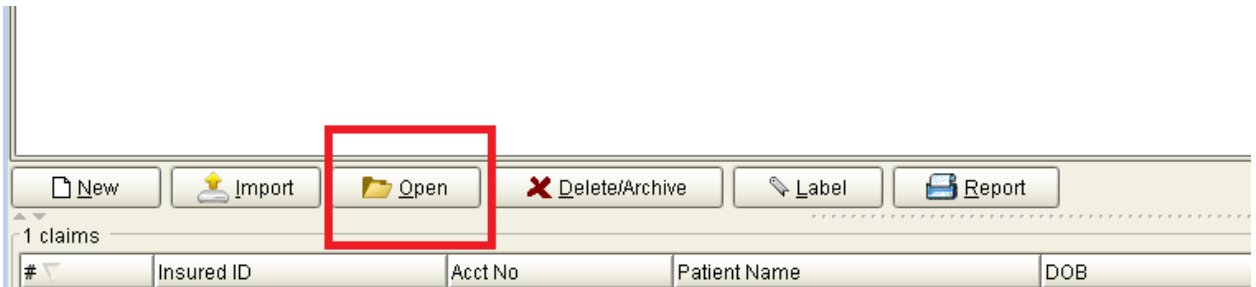 New Import Open Delete/Archive Label Report
1 claims
# Insured ID Acct No Patient Name DOB